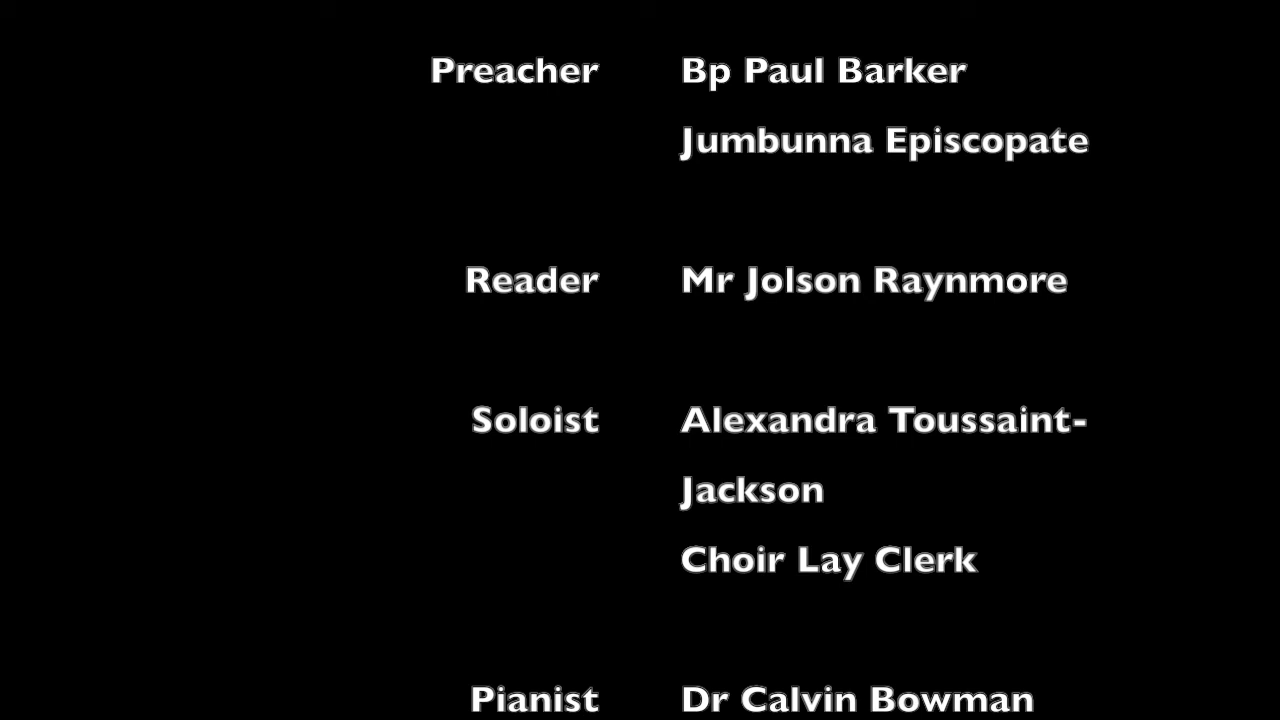 Preacher Bp Paul Barker
Jumbunna Episcopate
Reader Mr Jolson Raynmore
Soloist Alexandra Toussaint-
Jackson
Choir Lay Clerk
Pianist Dr Calvin Bowman